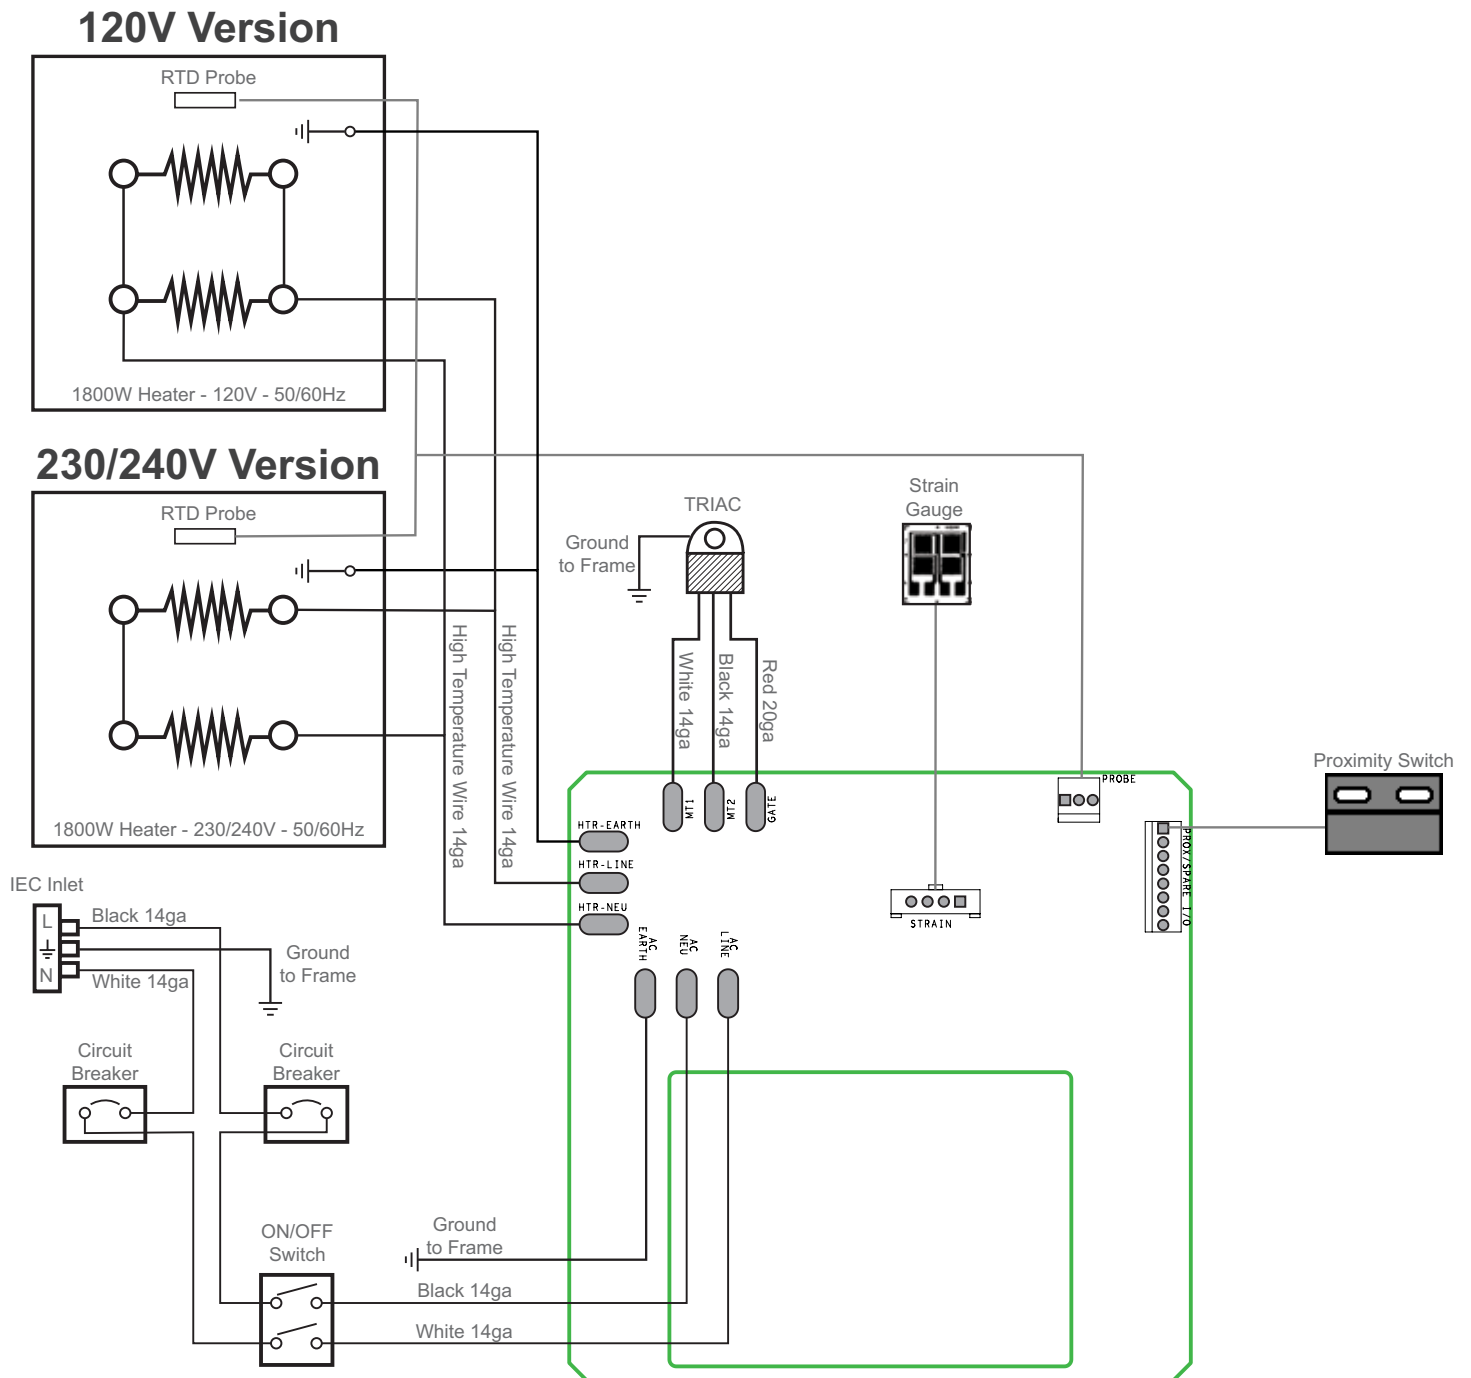 120V Version
RTD Probe
1800W Heater - 120V - 50/60Hz
230/240V Version
RTD Probe
1800W Heater - 230/240V - 50/60Hz
High Temperature Wire 14ga
High Temperature Wire 14ga
TRIAC
Ground
to Frame
White 14ga
Black 14ga
Red 20ga
Strain
Gauge
Proximity Switch
MT1
MT2
GATE
PROBE
HTR-EARTH
HTR-LINE
HTR-NEU
PROX/SPARE I/O
STRAIN
AC
EARTH
AC
NEU
AC
LINE
IEC Inlet
L
N
Black 14ga
White 14ga
Ground
to Frame
Circuit
Breaker
Circuit
Breaker
ON/OFF
Switch
Ground
to Frame
Black 14ga
White 14ga